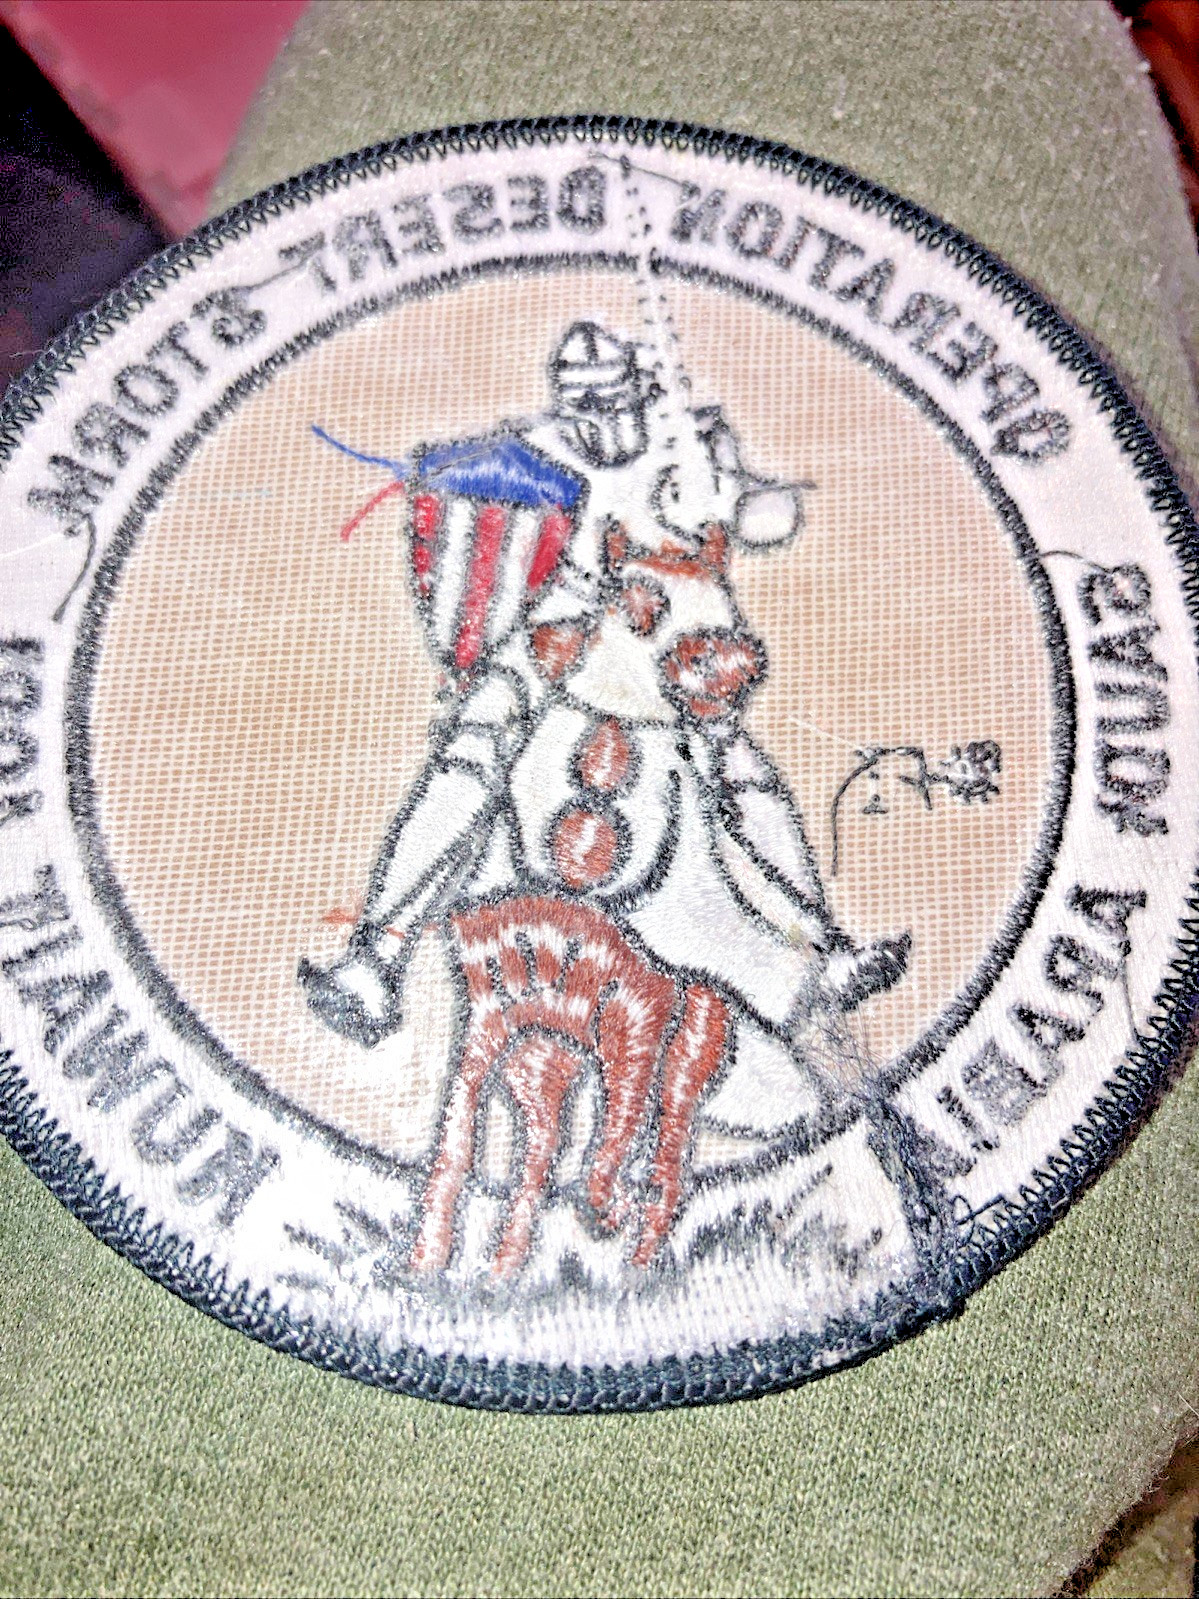 OPERATION DESERT STORM
SAUDI ARABIA
KUWAIT